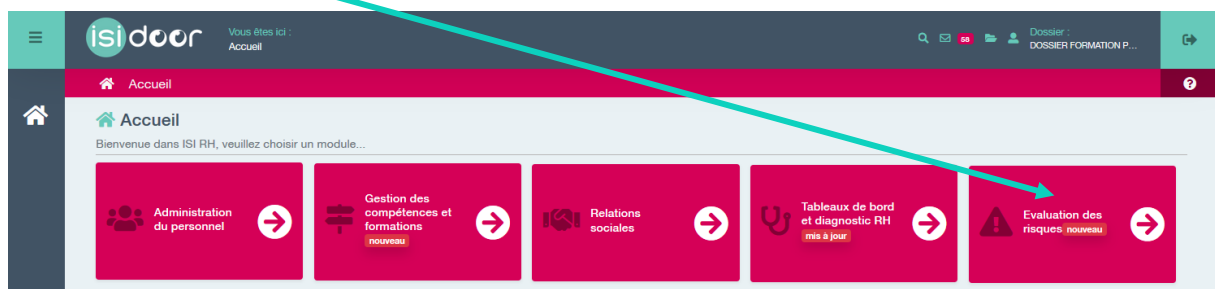 isidoor
Vous êtes ici :
Accueil
58
Dossier :
DOSSIER FORMATION P...
Accueil
Accueil
Bienvenue dans ISI RH, veuillez choisir un module...
Administration
du personnel
Gestion des
compétences et
formations
nouveau
Relations
sociales
Tableaux de bord
et diagnostic RH
mis à jour
Evaluation des
risques nouveau